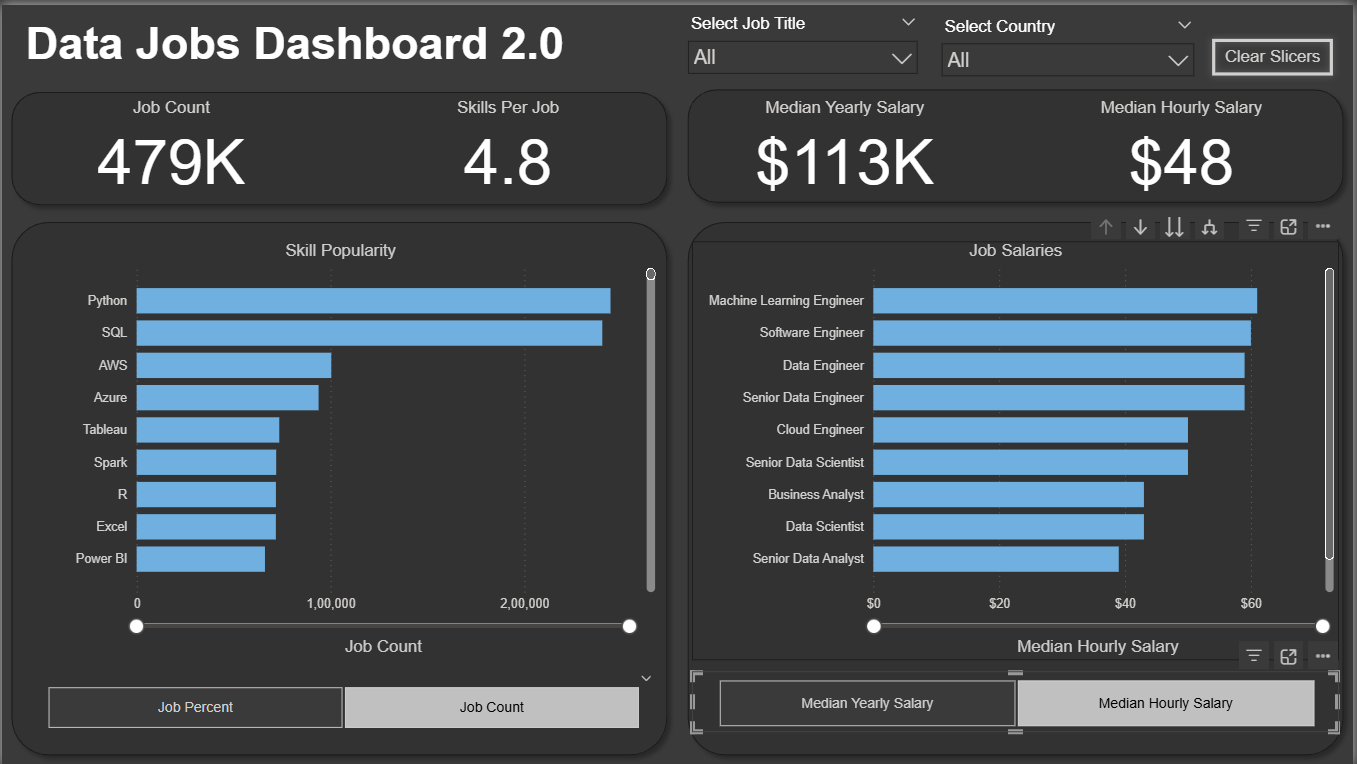 Data Jobs Dashboard 2.0
Select Job Title
All
Select Country
All
Clear Slicers
Job Count
479K
Skills Per Job
4.8
Median Yearly Salary
$113K
Median Hourly Salary
$48
Skill Popularity
Python
SQL
AWS
Azure
Tableau
Spark
R
Excel
Power BI
0
1,00,000
2,00,000
Job Count
Job Percent
Job Count
Job Salaries
Machine Learning Engineer
Software Engineer
Data Engineer
Senior Data Engineer
Cloud Engineer
Senior Data Scientist
Business Analyst
Data Scientist
Senior Data Analyst
$0
$20
$40
$60
Median Hourly Salary
Median Yearly Salary
Median Hourly Salary